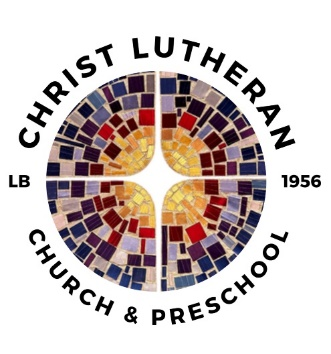 CHRIST LUTHERAN
LB
1956
CHURCH & PRESCHOOL